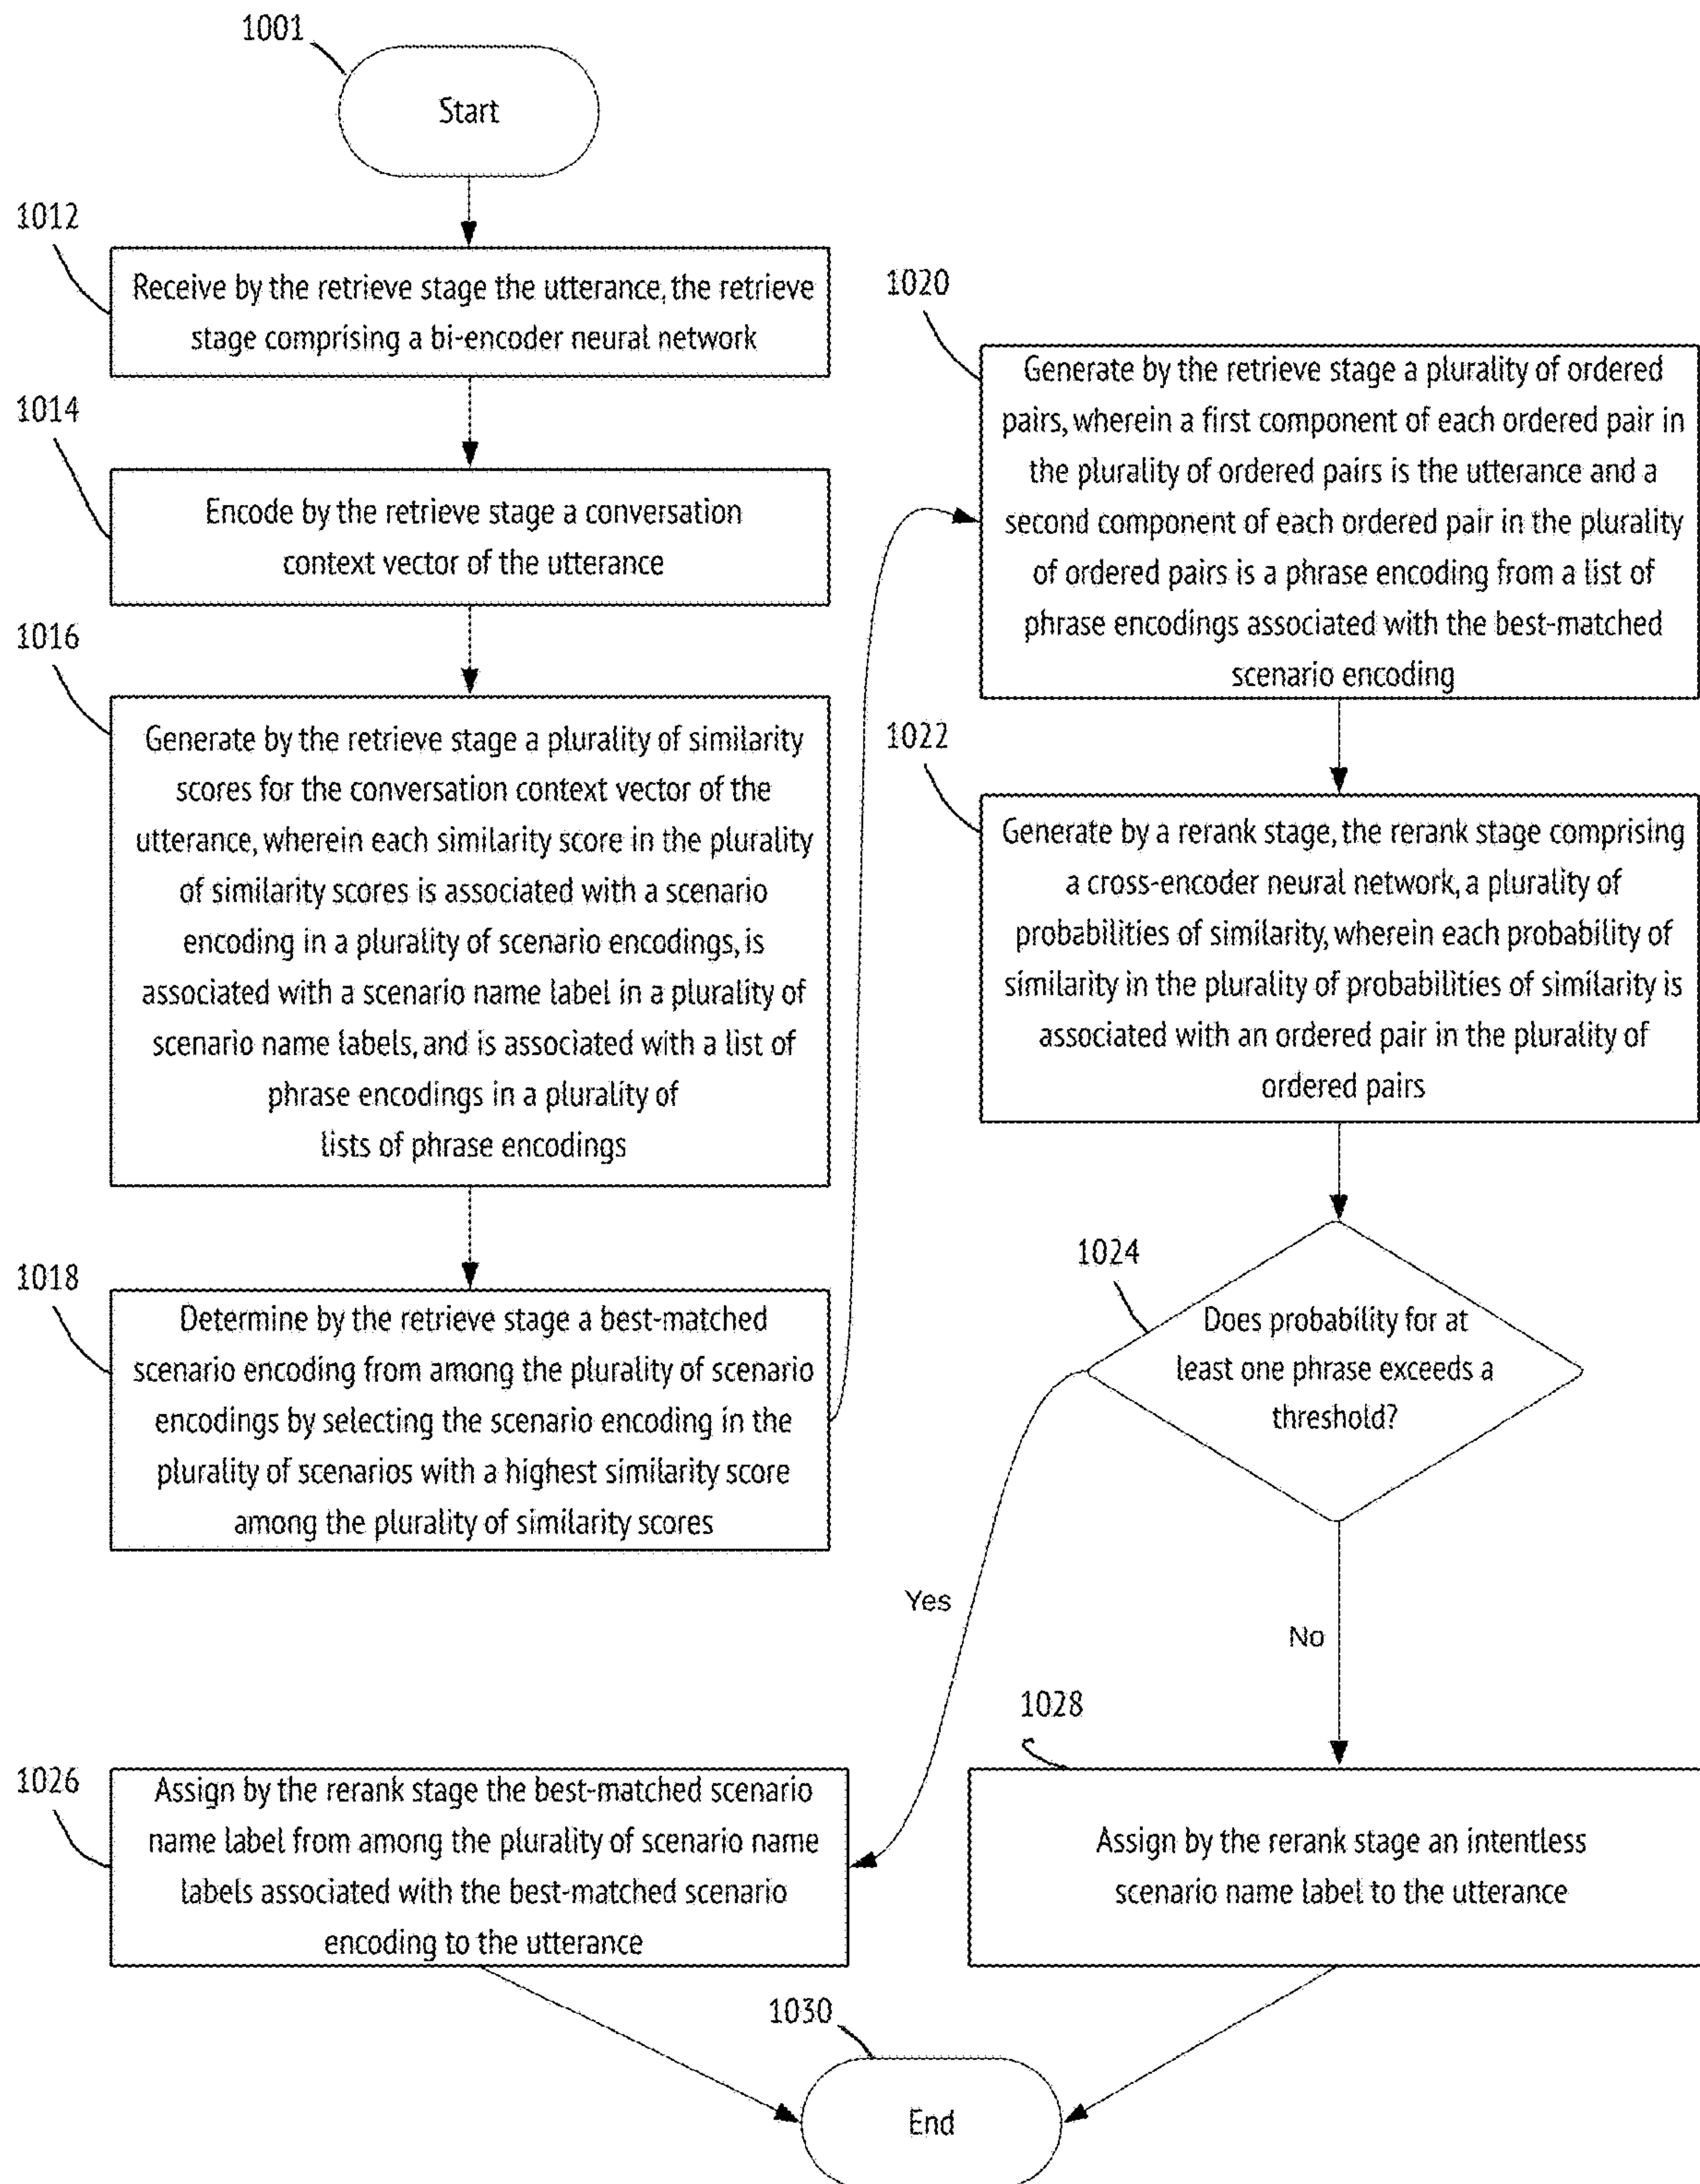 1001
Start
1012
Receive by the retrieve stage the utterance, the retrieve
stage comprising a bi-encoder neural network
1014
Encode by the retrieve stage a conversation
context vector of the utterance
1016
Generate by the retrieve stage a plurality of similarity
scores for the conversation context vector of the
utterance, wherein each similarity score in the plurality
of similarity scores is associated with a scenario
encoding in a plurality of scenario encodings, is
associated with a scenario name label in a plurality of
scenario name labels, and is associated with a list of
phrase encodings in a plurality of
lists of phrase encodings
1018
Determine by the retrieve stage a best-matched
scenario encoding from among the plurality of scenario
encodings by selecting the scenario encoding in the
plurality of scenarios with a highest similarity score
among the plurality of similarity scores
1020
Generate by the retrieve stage a plurality of ordered
pairs, wherein a first component of each ordered pair in
the plurality of ordered pairs is the utterance and a
second component of each ordered pair in the plurality
of ordered pairs is a phrase encoding from a list of
phrase encodings associated with the best-matched
scenario encoding
1022
Generate by a rerank stage, the rerank stage comprising
a cross-encoder neural network, a plurality of
probabilities of similarity, wherein each probability of
similarity in the plurality of probabilities of similarity is
associated with an ordered pair in the plurality of
ordered pairs
1024
Does probability for at
least one phrase exceeds a
threshold?
Yes
No
1026
Assign by the rerank stage the best-matched scenario
name label from among the plurality of scenario name
labels associated with the best-matched scenario
encoding to the utterance
1028
Assign by the rerank stage an intentless
scenario name label to the utterance
1030
End